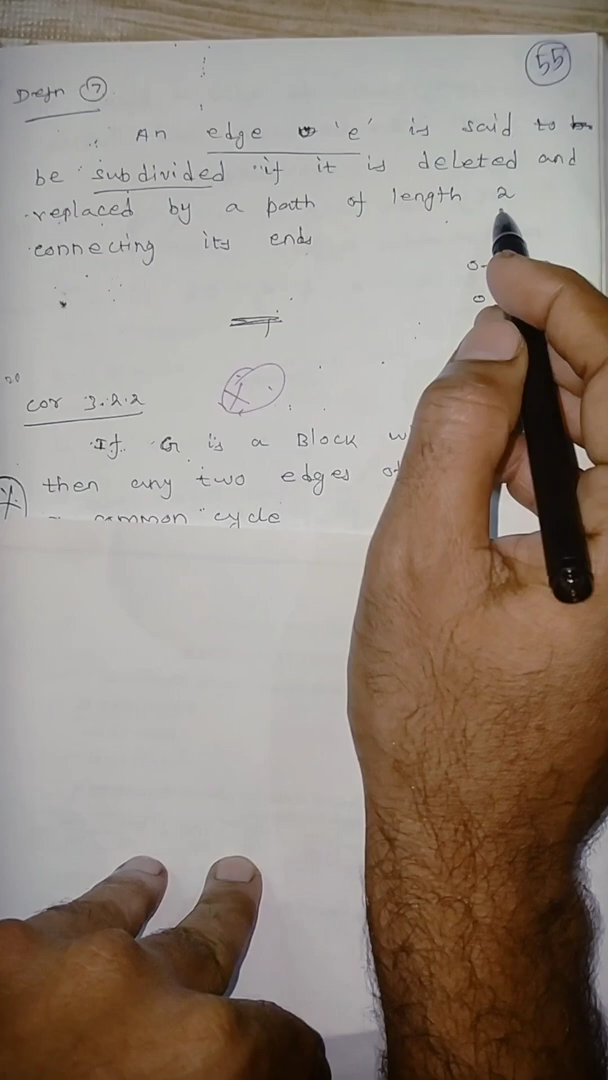 55
Defn 17
An edge 'e' is said to
be subdivided if it is deleted and
replaced by a path of length 2
connecting its ends
Cor 3.2.2
If G is a Block
then any two edges
common cycle